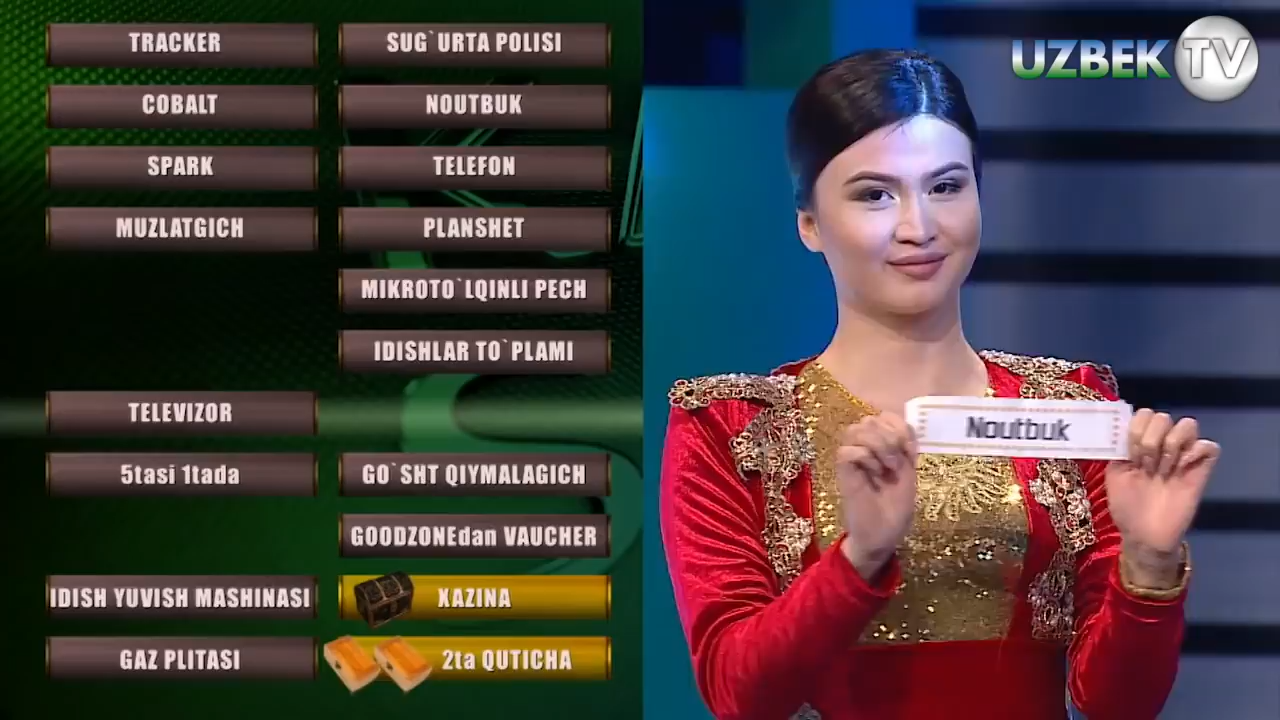 TRACKER
COBALT
SPARK
MUZLATGICH
TELEVIZOR
5tasi 1tada
IDISH YUVISH MASHINASI
GAZ PLITASI
SUG`URTA POLISI
NOUTBUK
TELEFON
PLANSHET
MIKROTO`LQINLI PECH
IDISHLAR TO`PLAMI
GO`SHT QIYMALAGICH
GOODZONEdan VAUCHER
XAZINA
2ta QUTICHA
UZBEK TV
Noutbuk